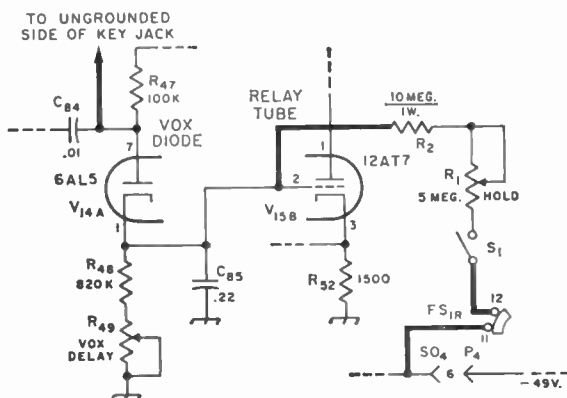 TO UNGROUNDED
SIDE OF KEY JACK
R47
100K
C84
.01
VOX
DIODE
7
6AL5
V14A
1
RELAY
TUBE
1
12AT7
2
V15B
3
10 MEG.
1W.
R2
R1
5 MEG. HOLD
S1
R48
820K
C85
.22
R52 1500
R49
VOX
DELAY
FS1R
12
11
SO4 P4
6
-49V.